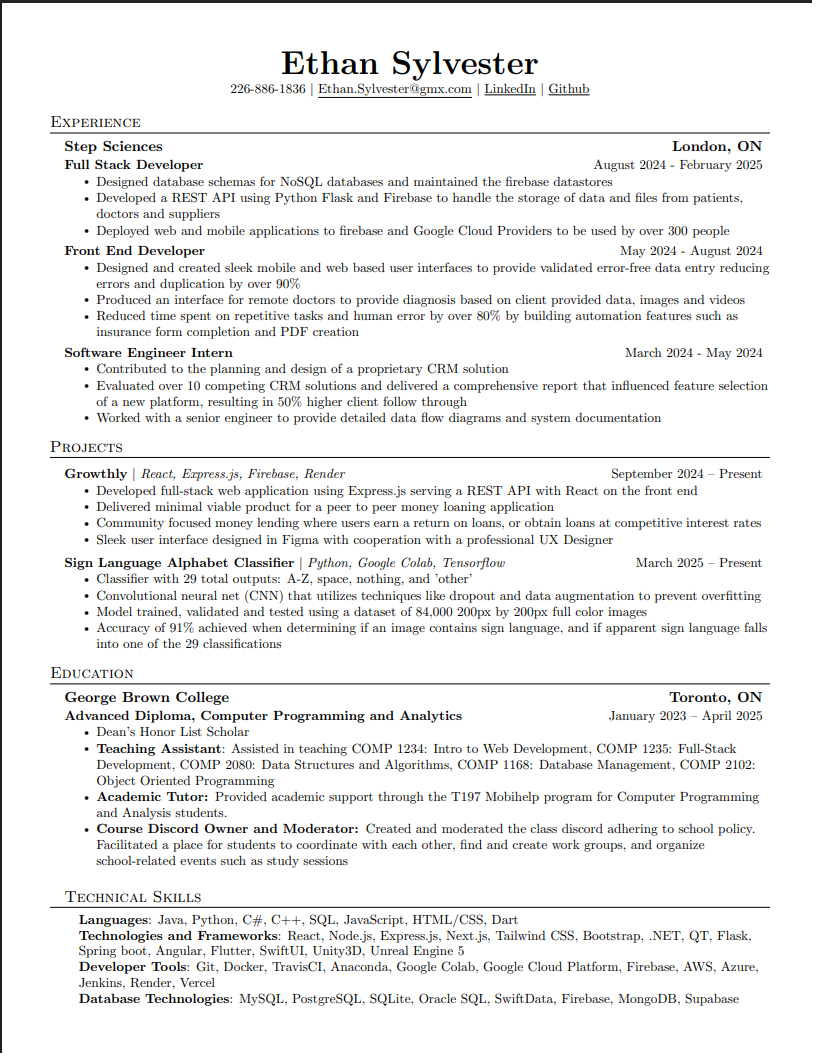 Ethan Sylvester
226-886-1836 | Ethan.Sylvester@gmx.com | LinkedIn | Github
Experience
Step Sciences London, ON
Full Stack Developer August 2024 - February 2025
• Designed database schemas for NoSQL databases and maintained the firebase datastores
• Developed a REST API using Python Flask and Firebase to handle the storage of data and files from patients,
doctors and suppliers
• Deployed web and mobile applications to firebase and Google Cloud Providers to be used by over 300 people
Front End Developer May 2024 - August 2024
• Designed and created sleek mobile and web based user interfaces to provide validated error-free data entry reducing
errors and duplication by over 90%
• Produced an interface for remote doctors to provide diagnosis based on client provided data, images and videos
• Reduced time spent on repetitive tasks and human error by over 80% by building automation features such as
insurance form completion and PDF creation
Software Engineer Intern March 2024 - May 2024
• Contributed to the planning and design of a proprietary CRM solution
• Evaluated over 10 competing CRM solutions and delivered a comprehensive report that influenced feature selection
of a new platform, resulting in 50% higher client follow through
• Worked with a senior engineer to provide detailed data flow diagrams and system documentation
Projects
Growthly | React, Express.js, Firebase, Render September 2024 – Present
• Developed full-stack web application using Express.js serving a REST API with React on the front end
• Delivered minimal viable product for a peer to peer money loaning application
• Community focused money lending where users earn a return on loans, or obtain loans at competitive interest rates
• Sleek user interface designed in Figma with cooperation with a professional UX Designer
Sign Language Alphabet Classifier | Python, Google Colab, Tensorflow March 2025 – Present
• Classifier with 29 total outputs: A-Z, space, nothing, and ’other’
• Convolutional neural net (CNN) that utilizes techniques like dropout and data augmentation to prevent overfitting
• Model trained, validated and tested using a dataset of 84,000 200px by 200px full color images
• Accuracy of 91% achieved when determining if an image contains sign language, and if apparent sign language falls
into one of the 29 classifications
Education
George Brown College Toronto, ON
Advanced Diploma, Computer Programming and Analytics January 2023 – April 2025
• Dean’s Honor List Scholar
• Teaching Assistant: Assisted in teaching COMP 1234: Intro to Web Development, COMP 1235: Full-Stack
Development, COMP 2080: Data Structures and Algorithms, COMP 1168: Database Management, COMP 2102:
Object Oriented Programming
• Academic Tutor: Provided academic support through the T197 Mobihelp program for Computer Programming
and Analysis students.
• Course Discord Owner and Moderator: Created and moderated the class discord adhering to school policy.
Facilitated a place for students to coordinate with each other, find and create work groups, and organize
school-related events such as study sessions
Technical Skills
Languages: Java, Python, C#, C++, SQL, JavaScript, HTML/CSS, Dart
Technologies and Frameworks: React, Node.js, Express.js, Next.js, Tailwind CSS, Bootstrap, .NET, QT, Flask,
Spring boot, Angular, Flutter, SwiftUI, Unity3D, Unreal Engine 5
Developer Tools: Git, Docker, TravisCI, Anaconda, Google Colab, Google Cloud Platform, Firebase, AWS, Azure,
Jenkins, Render, Vercel
Database Technologies: MySQL, PostgreSQL, SQLite, Oracle SQL, SwiftData, Firebase, MongoDB, Supabase